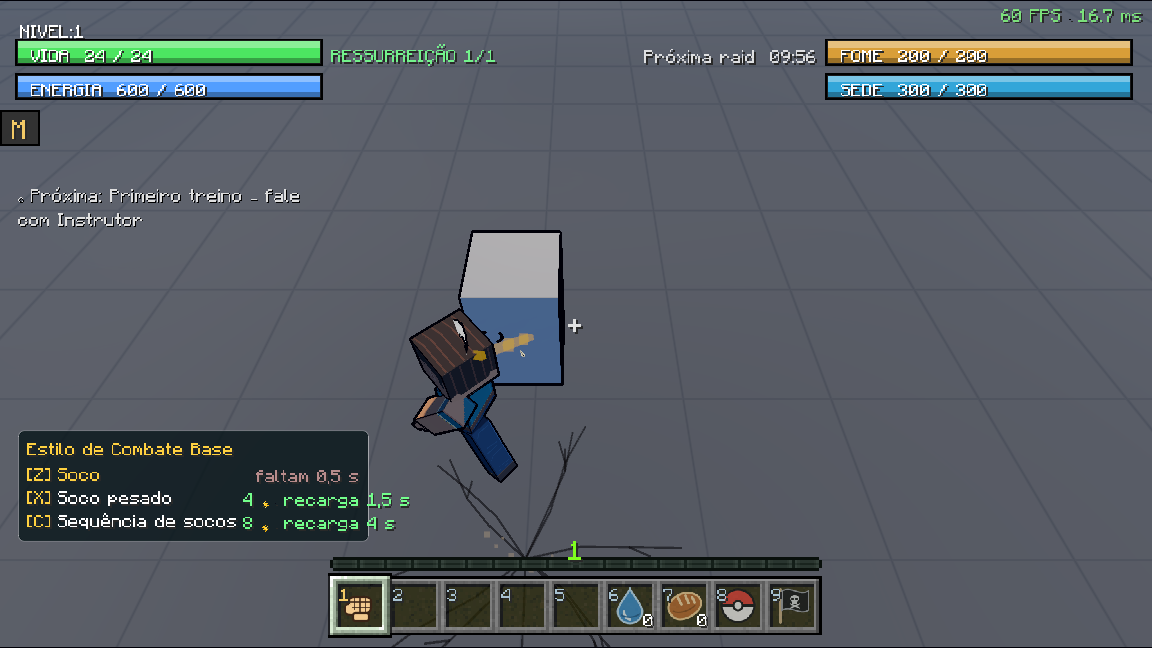 60 FPS . 16.7 ms
NIVEL:1
VIDA 24 / 24
RESSURREIÇÃO 1/1
Próxima raid 09:56
FOME 200 / 200
ENERGIA 600 / 600
SEDE 300 / 300
M
Próxima: Primeiro treino - fale
com Instrutor
Estilo de Combate Base
[Z] Soco faltam 0,5 s
[X] Soco pesado 4 recarga 1,5 s
[C] Sequência de socos 8 recarga 4 s
1
1 2 3 4 5 6 7 8 9
0 0